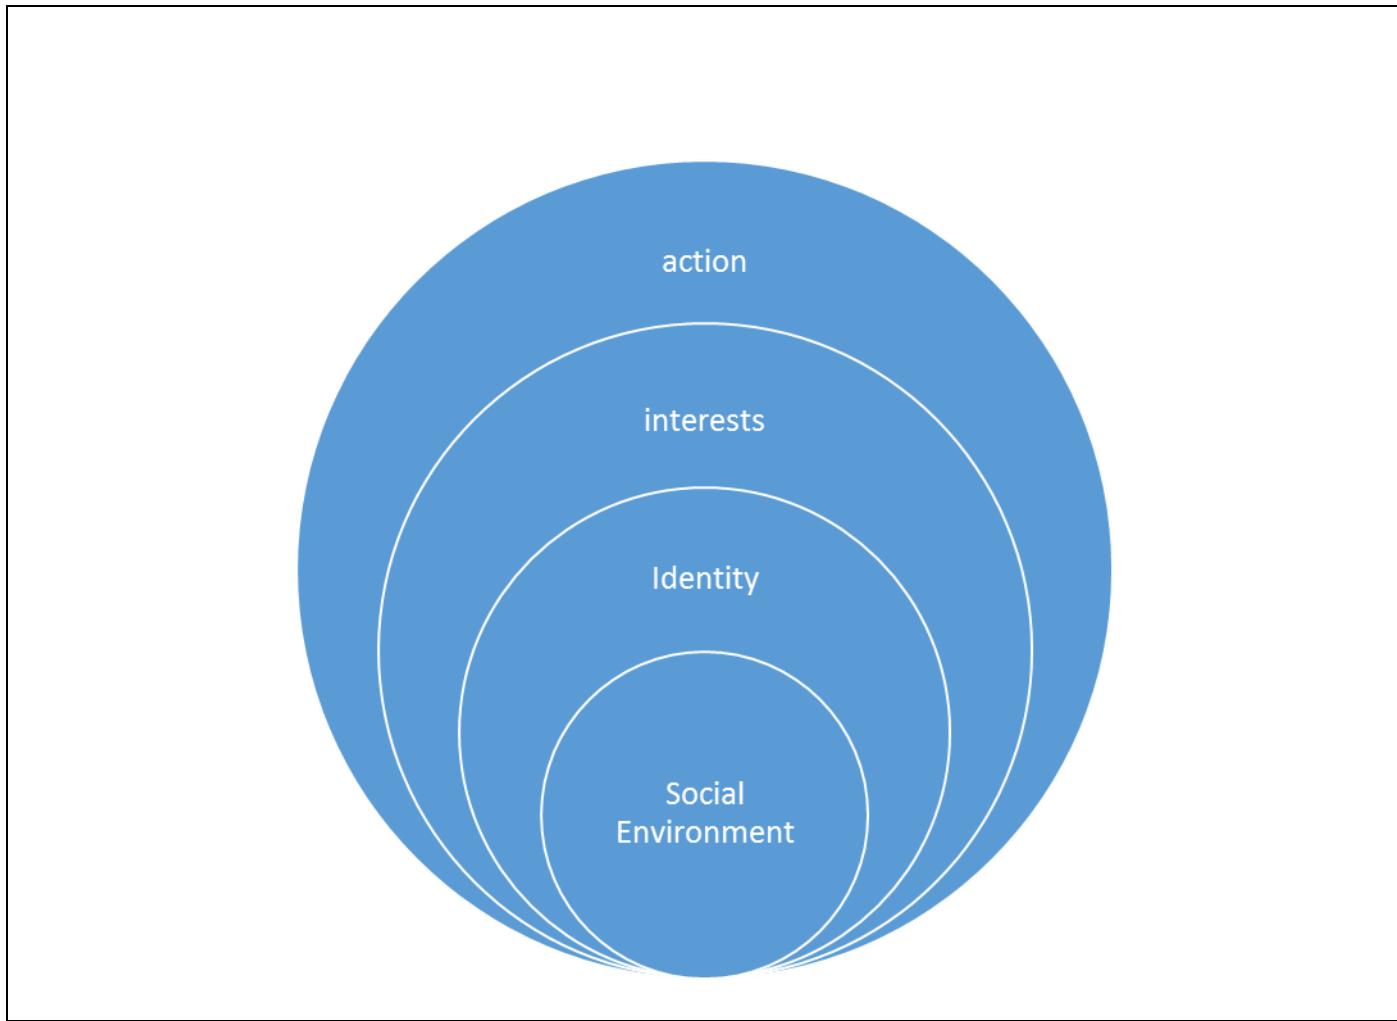 action
interests
Identity
Social
Environment